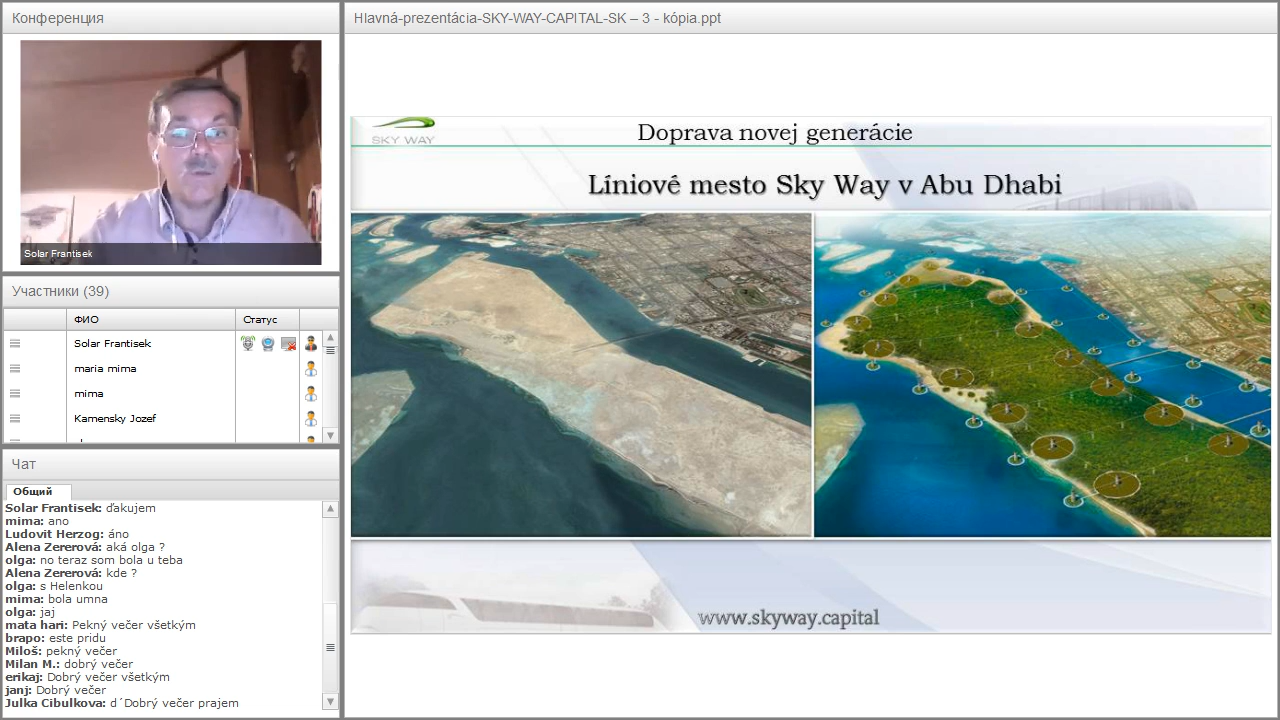 Конференция
Solar Frantisek
Участники (39)
ФИО
Статус
Solar Frantisek
maria mima
mima
Kamensky Jozef
Чат
Общий
Solar Frantisek: ďakujem
mima: ano
Ludovit Herzog: áno
Alena Zererová: aká olga ?
olga: no teraz som bola u teba
Alena Zererová: kde ?
olga: s Helenkou
mima: bola umna
olga: jaj
mata hari: Pekný večer všetkým
brapo: este pridu
Miloš: pekný večer
Milan M.: dobrý večer
erikaj: Dobrý večer všetkým
janj: Dobrý večer
Julka Cibulkova: d´Dobrý večer prajem
Hlavná-prezentácia-SKY-WAY-CAPITAL-SK – 3 - kópia.ppt
SKY WAY
Doprava novej generácie
Líniové mesto Sky Way v Abu Dhabi
www.skyway.capital